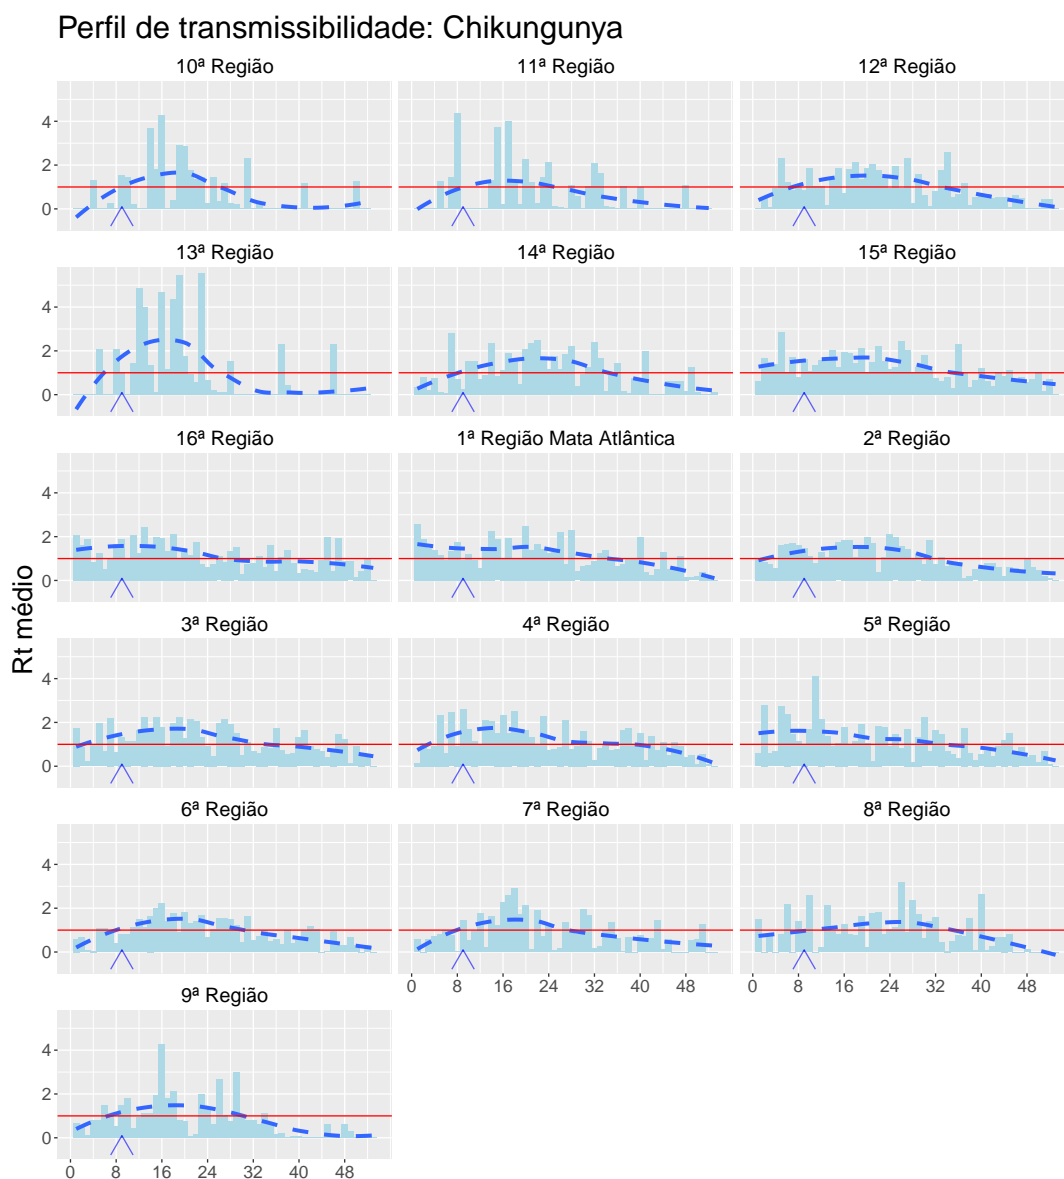 Perfil de transmissibilidade: Chikungunya
10ª Região 11ª Região 12ª Região
4
2
0
13ª Região 14ª Região 15ª Região
4
2
0
16ª Região 1ª Região Mata Atlântica 2ª Região
4
2
0
Rt médio
3ª Região 4ª Região 5ª Região
4
2
0
6ª Região 7ª Região 8ª Região
4
2
0
0 8 16 24 32 40 48 0 8 16 24 32 40 48
9ª Região
4
2
0
0 8 16 24 32 40 48